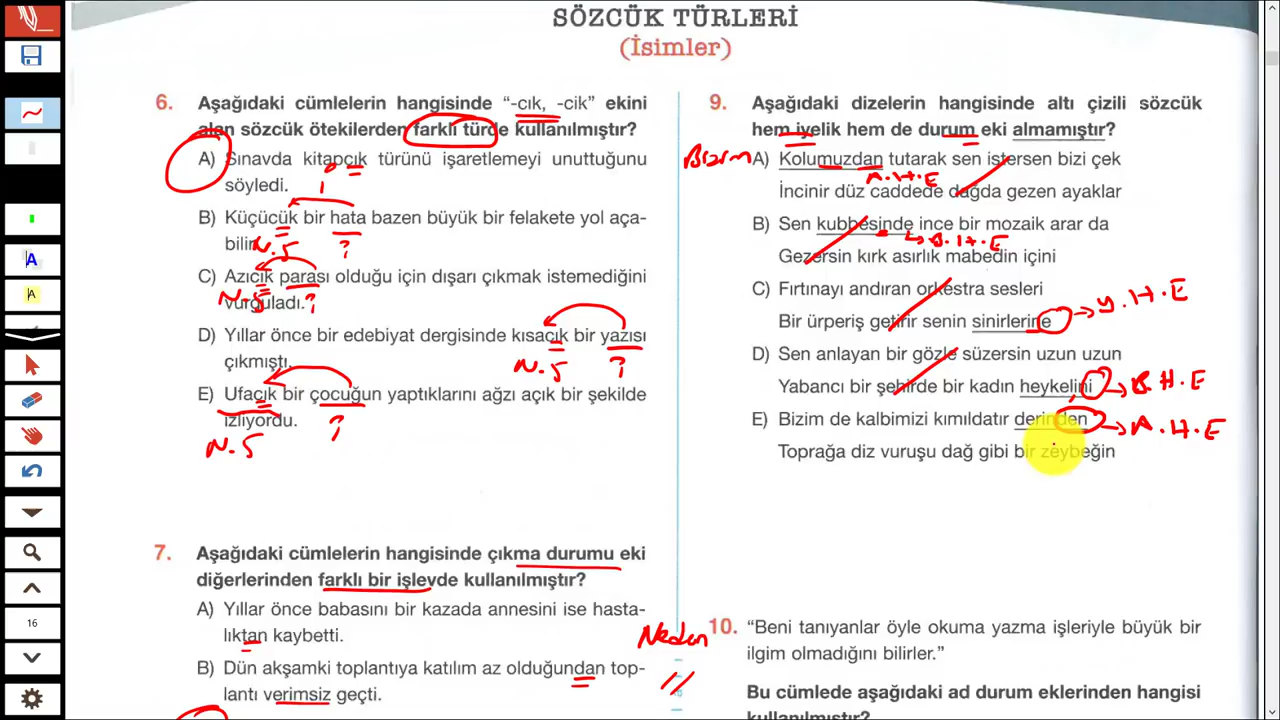 SÖZCÜK TÜRLERİ
(İsimler)
6. Aşağıdaki cümlelerin hangisinde “-cık, -cik” ekini
alan sözcük ötekilerden farklı türde kullanılmıştır?
A) Sınavda kitapçık türünü işaretlemeyi unuttuğunu
söyledi.
B) Küçücük bir hata bazen büyük bir felakete yol aça-
bilir.
N.S
?
C) Azıcık parası olduğu için dışarı çıkmak istemediğini
vurguladı.
N.S
?
D) Yıllar önce bir edebiyat dergisinde kısacık bir yazısı
çıkmıştı.
N.S
?
E) Ufacık bir çocuğun yaptıklarını ağzı açık bir şekilde
izliyordu.
N.S
?
7. Aşağıdaki cümlelerin hangisinde çıkma durumu eki
diğerlerinden farklı bir işlevde kullanılmıştır?
A) Yıllar önce babasını bir kazada annesini ise hasta-
lıktan kaybetti.
B) Dün akşamki toplantıya katılım az olduğundan top-
lantı verimsiz geçti.
Neden
9. Aşağıdaki dizelerin hangisinde altı çizili sözcük
hem iyelik hem de durum eki almamıştır?
Bizim
A) Kolumuzdan tutarak sen istersen bizi çek
A.H.E
İncinir düz caddede dağda gezen ayaklar
B) Sen kubbesinde ince bir mozaik arar da
B.H.E
Gezersin kırk asırlık mabedin içini
C) Fırtınayı andıran orkestra sesleri
Bir ürperiş getirir senin sinirlerine
Y.H.E
D) Sen anlayan bir gözle süzersin uzun uzun
Yabancı bir şehirde bir kadın heykelini
B.H.E
E) Bizim de kalbimizi kımıldatır derinden
A.H.E
Toprağa diz vuruşu dağ gibi bir zeybeğin
10. “Beni tanıyanlar öyle okuma yazma işleriyle büyük bir
ilgim olmadığını bilirler.”
Bu cümlede aşağıdaki ad durum eklerinden hangisi
kullanılmamıştır?
A
A
16